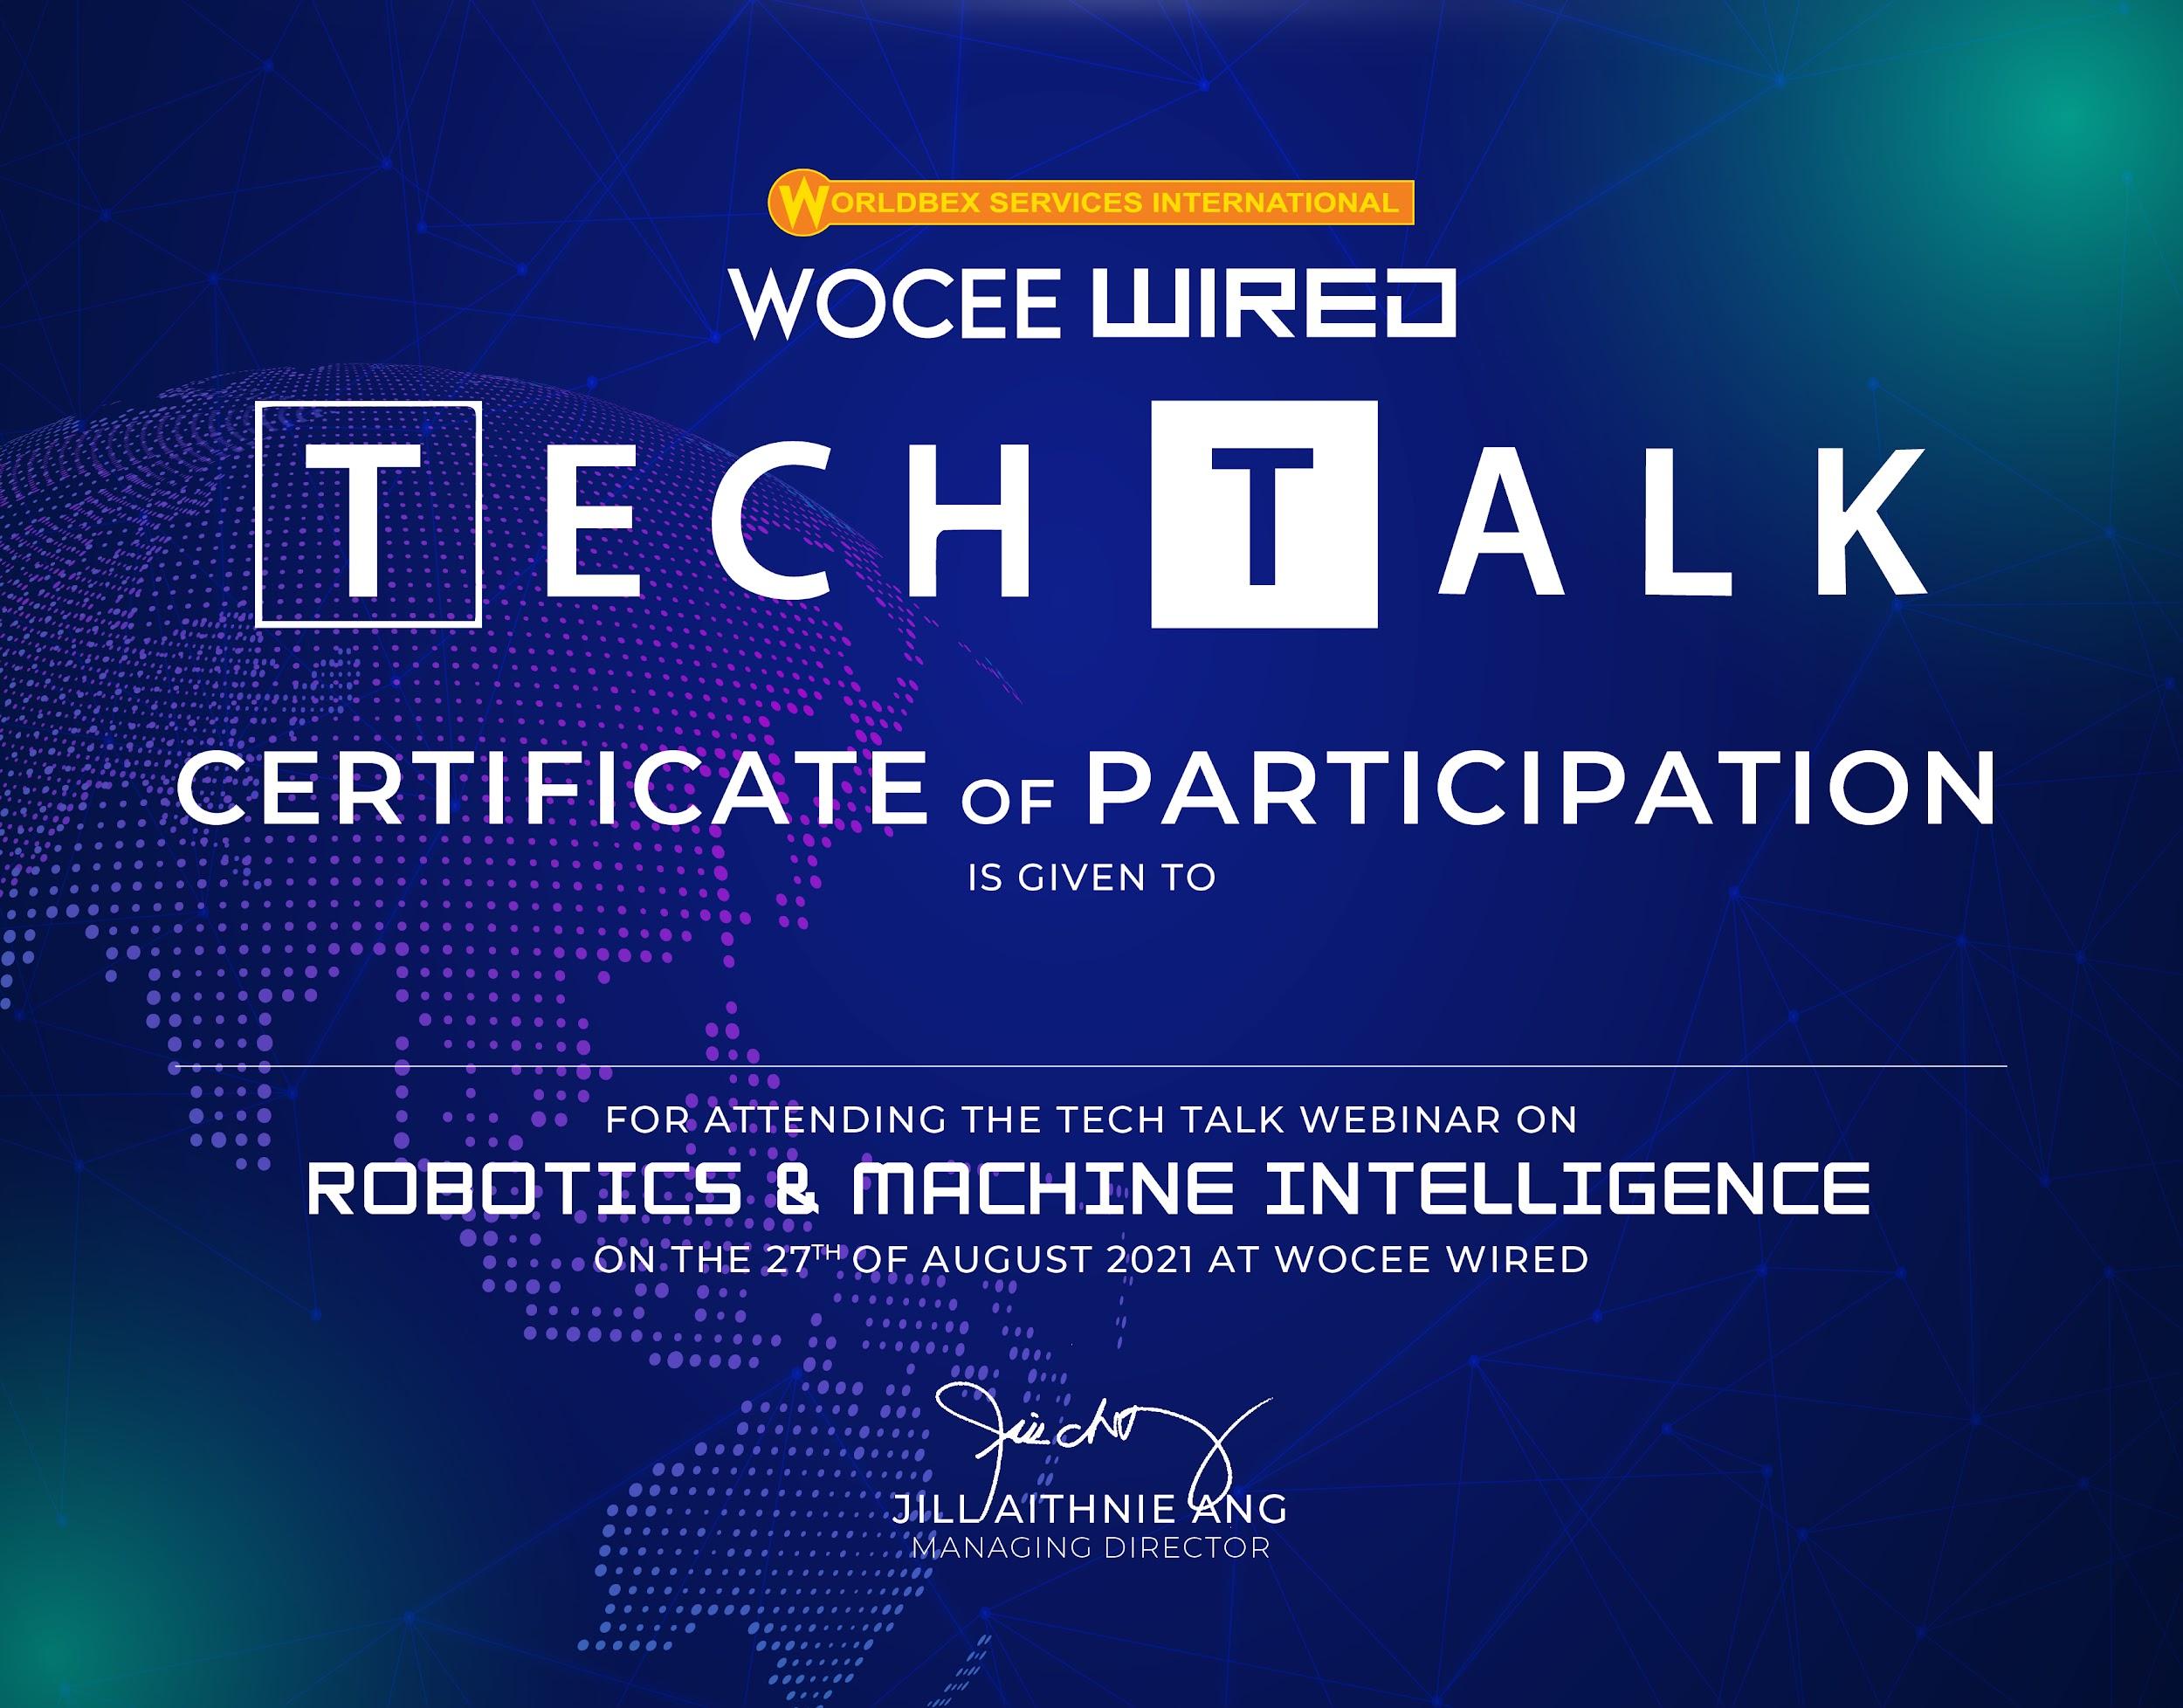 WORLDBEX SERVICES INTERNATIONAL
WOCEE WIRED
TECH TALK
CERTIFICATE OF PARTICIPATION
IS GIVEN TO
FOR ATTENDING THE TECH TALK WEBINAR ON
ROBOTICS & MACHINE INTELLIGENCE
ON THE 27TH OF AUGUST 2021 AT WOCEE WIRED
JILL AITHNIE ANG
MANAGING DIRECTOR